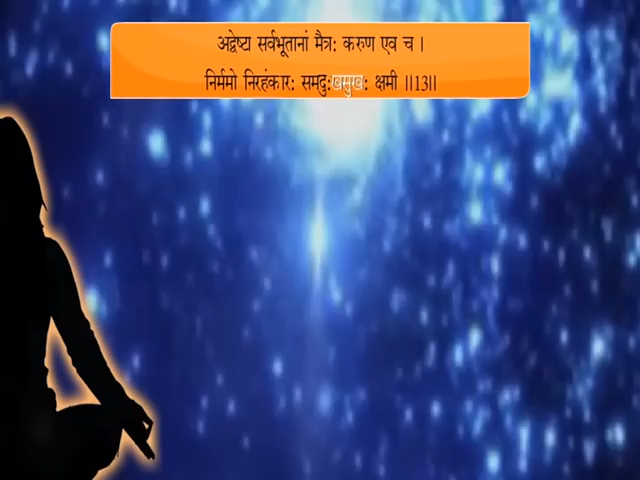 अद्वेष्टा सर्वभूतानां मैत्र: करुण एव च ।
निर्ममो निरहंकार: समदु:खसुख: क्षमी ॥13॥